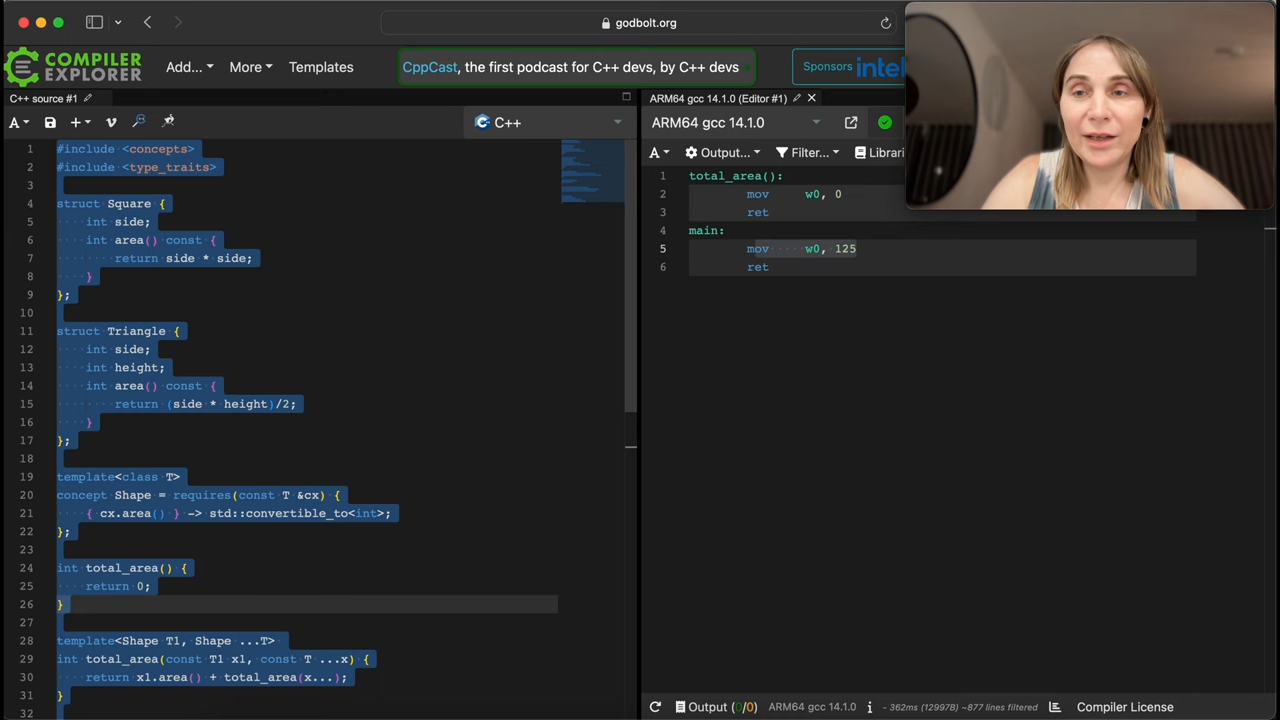 godbolt.org
COMPILER
EXPLORER
Add...
More
Templates
CppCast, the first podcast for C++ devs, by C++ devs
Sponsors
intel
C++ source #1
A
C++
1 #include <concepts>
2 #include <type_traits>
3
4 struct Square {
5 int side;
6 int area() const {
7 return side * side;
8 }
9 };
10
11 struct Triangle {
12 int side;
13 int height;
14 int area() const {
15 return (side * height)/2;
16 }
17 };
18
19 template<class T>
20 concept Shape = requires(const T &cx) {
21 { cx.area() } -> std::convertible_to<int>;
22 };
23
24 int total_area() {
25 return 0;
26 }
27
28 template<Shape T1, Shape ...T>
29 int total_area(const T1 x1, const T ...x) {
30 return x1.area() + total_area(x...);
31 }
32
ARM64 gcc 14.1.0 (Editor #1)
ARM64 gcc 14.1.0
A
Output...
Filter...
Librari
1 total_area():
2 mov w0, 0
3 ret
4 main:
5 mov w0, 125
6 ret
Output (0/0) ARM64 gcc 14.1.0 i - 362ms (12997B) ~877 lines filtered Compiler License